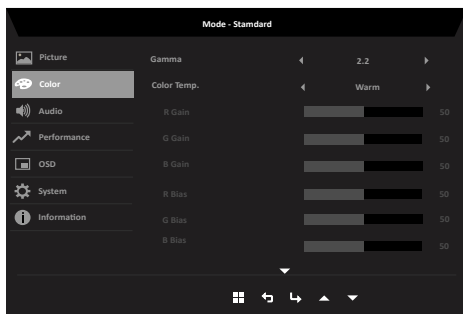 Mode - Stamdard
Picture
Gamma 2.2
Color
Color Temp. Warm
Audio
R Gain 50
Performance
G Gain 50
OSD
B Gain 50
System
R Bias 50
Information
G Bias 50
B Bias 50